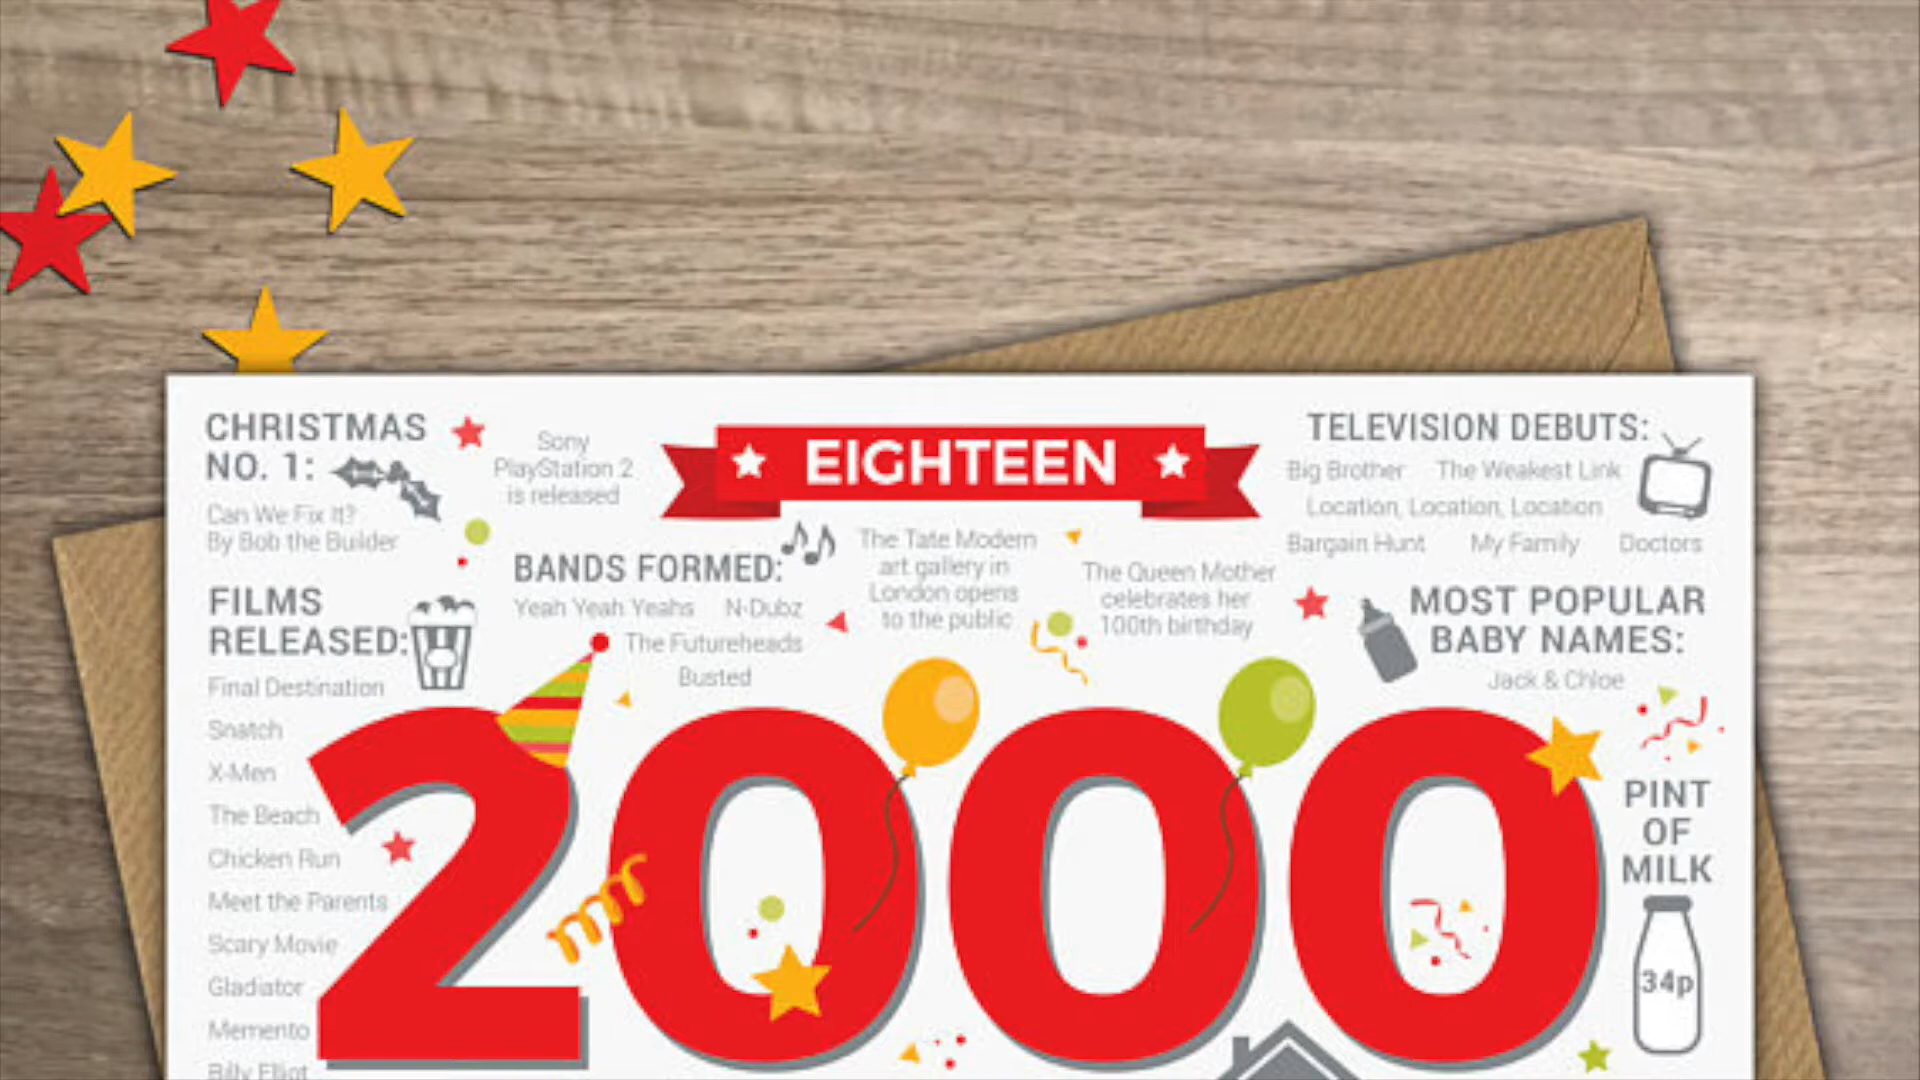 CHRISTMAS
NO. 1:
Can We Fix It?
By Bob the Builder
Sony
PlayStation 2
is released
EIGHTEEN
TELEVISION DEBUTS:
Big Brother The Weakest Link
Location, Location, Location
Bargain Hunt My Family Doctors
BANDS FORMED:
Yeah Yeah Yeahs N-Dubz
The Futureheads
Busted
The Tate Modern
art gallery in
London opens
to the public
The Queen Mother
celebrates her
100th birthday
MOST POPULAR
BABY NAMES:
Jack & Chloe
FILMS
RELEASED:
Final Destination
Snatch
X-Men
The Beach
Chicken Run
Meet the Parents
Scary Movie
Gladiator
Memento
Billy Elliot
2000
PINT
OF
MILK
34p